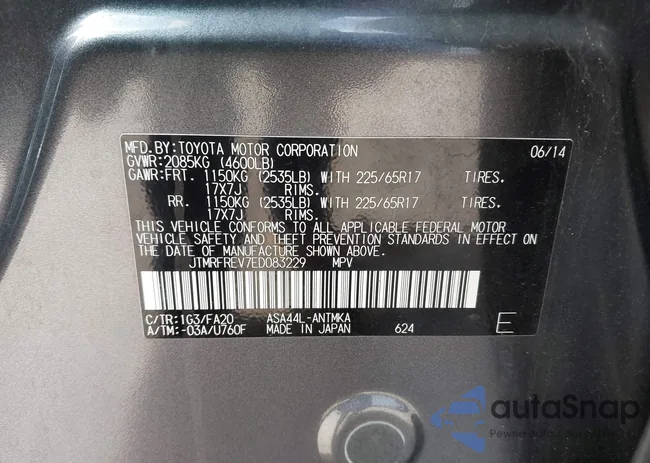 MFD.BY:TOYOTA MOTOR CORPORATION 06/14
GVWR:2085KG (4600LB)
GAWR:FRT. 1150KG (2535LB) WITH 225/65R17 TIRES.
17X7J RIMS.
RR. 1150KG (2535LB) WITH 225/65R17 TIRES.
17X7J RIMS.
THIS VEHICLE CONFORMS TO ALL APPLICABLE FEDERAL MOTOR
VEHICLE SAFETY AND THEFT PREVENTION STANDARDS IN EFFECT ON
THE DATE OF MANUFACTURE SHOWN ABOVE.
JTMRFREV7ED083229 MPV
C/TR:1G3/FA20 ASA44L-ANTMKA
A/TM:-03A/U760F MADE IN JAPAN 624 E
autoSnap